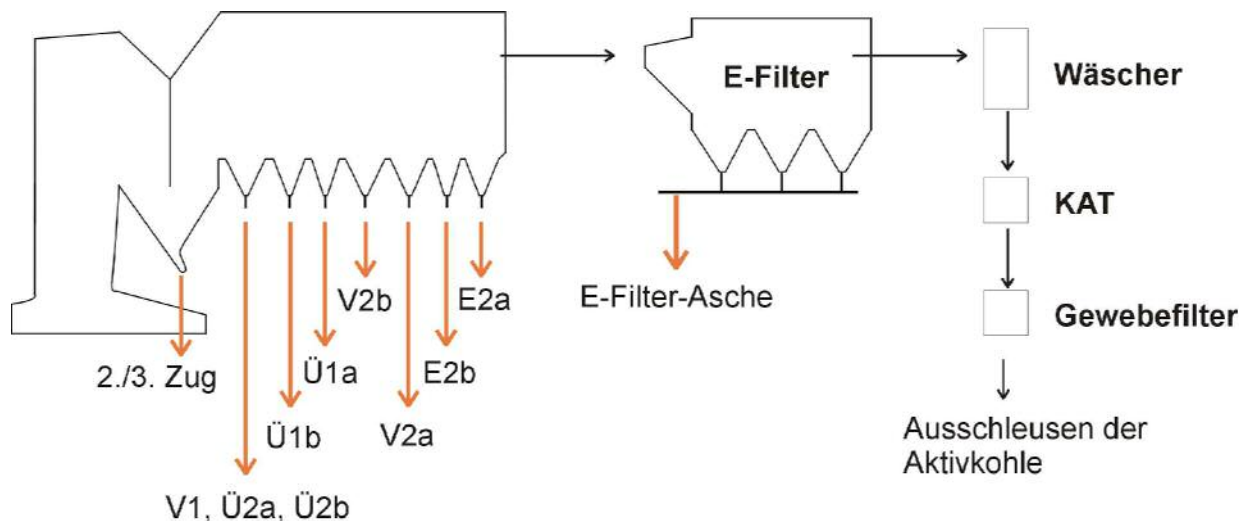 E-Filter
Wäscher
KAT
Gewebefilter
Ausschleusen der
Aktivkohle
E-Filter-Asche
V2b
E2a
2./3. Zug
Ü1a
E2b
Ü1b
V2a
V1, Ü2a, Ü2b